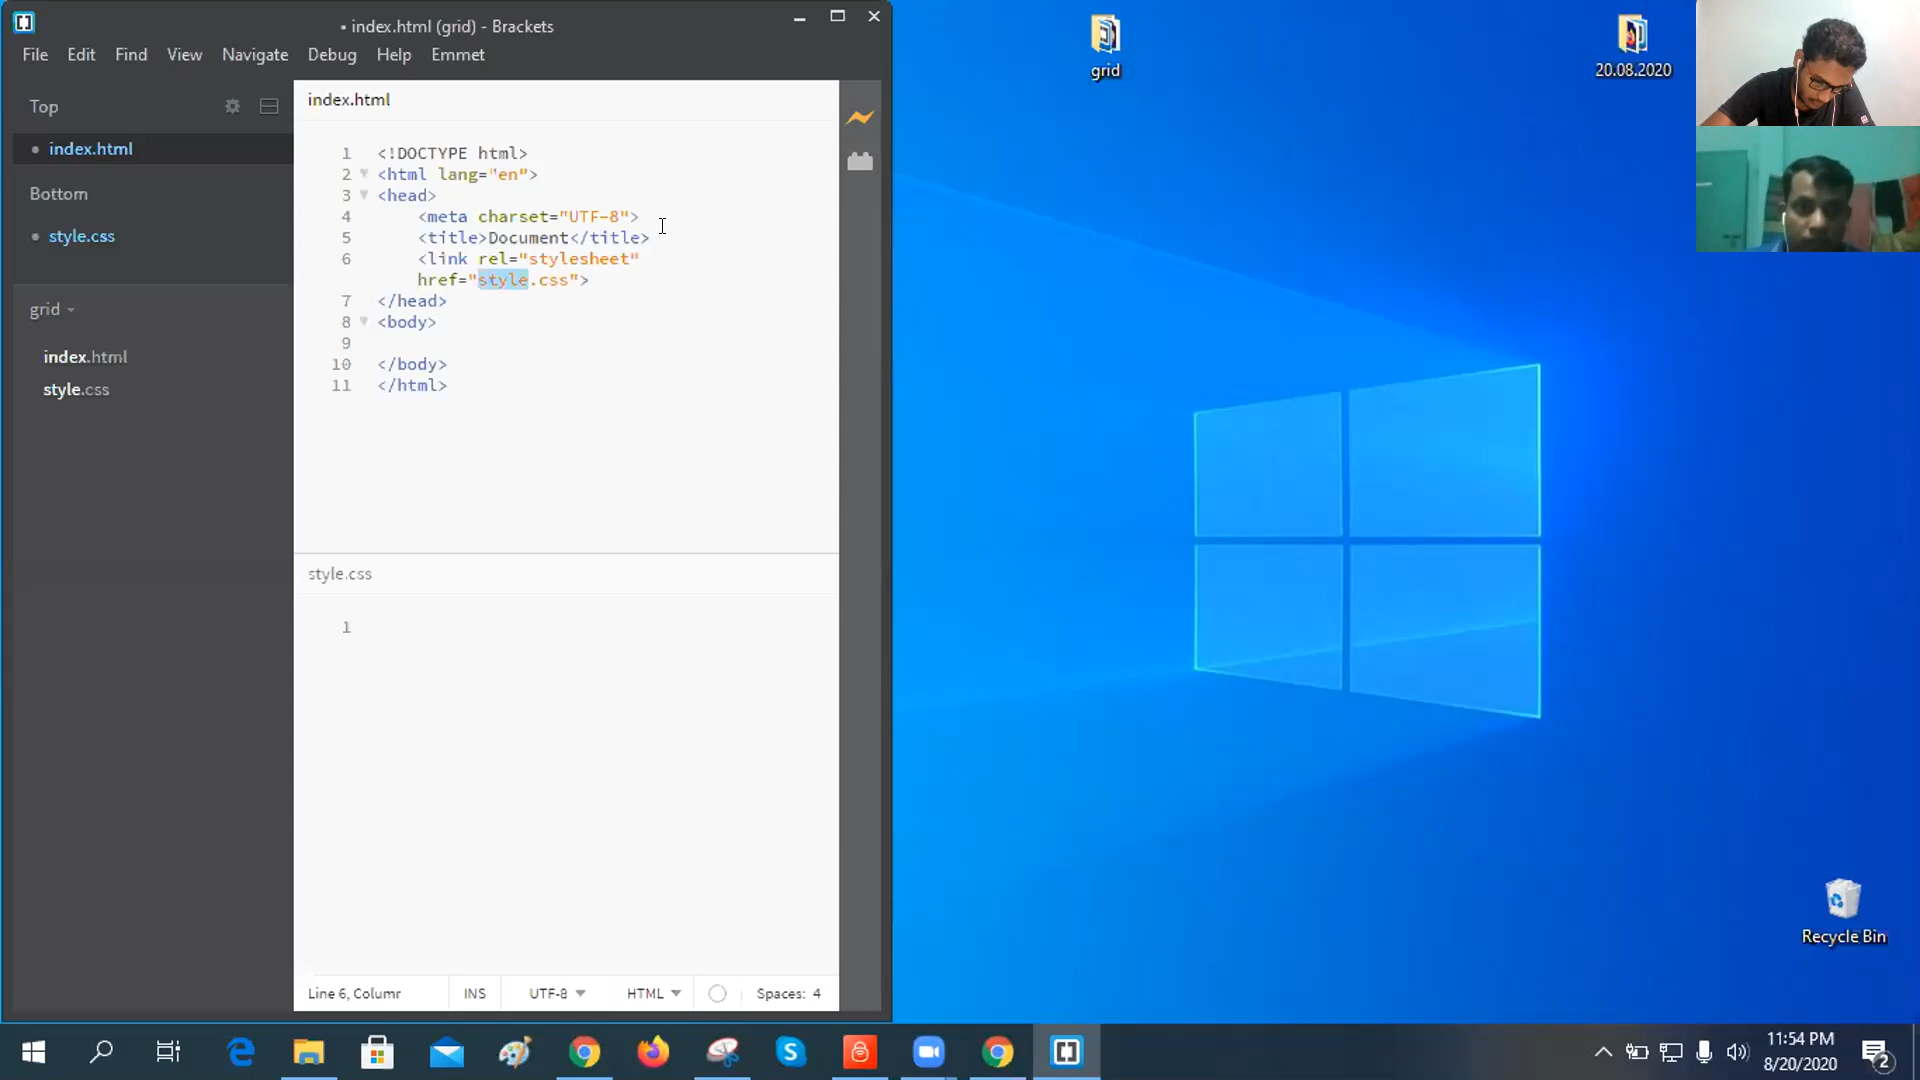 • index.html (grid) - Brackets
File Edit Find View Navigate Debug Help Emmet
Top
index.html
Bottom
style.css
grid
index.html
style.css
index.html
1 <!DOCTYPE html>
2 <html lang="en">
3 <head>
4 <meta charset="UTF-8">
5 <title>Document</title>
6 <link rel="stylesheet"
href="style.css">
7 </head>
8 <body>
9
10 </body>
11 </html>
style.css
1
Line 6, Column INS UTF-8 HTML Spaces: 4
grid
20.08.2020
Recycle Bin
11:54 PM
8/20/2020
2